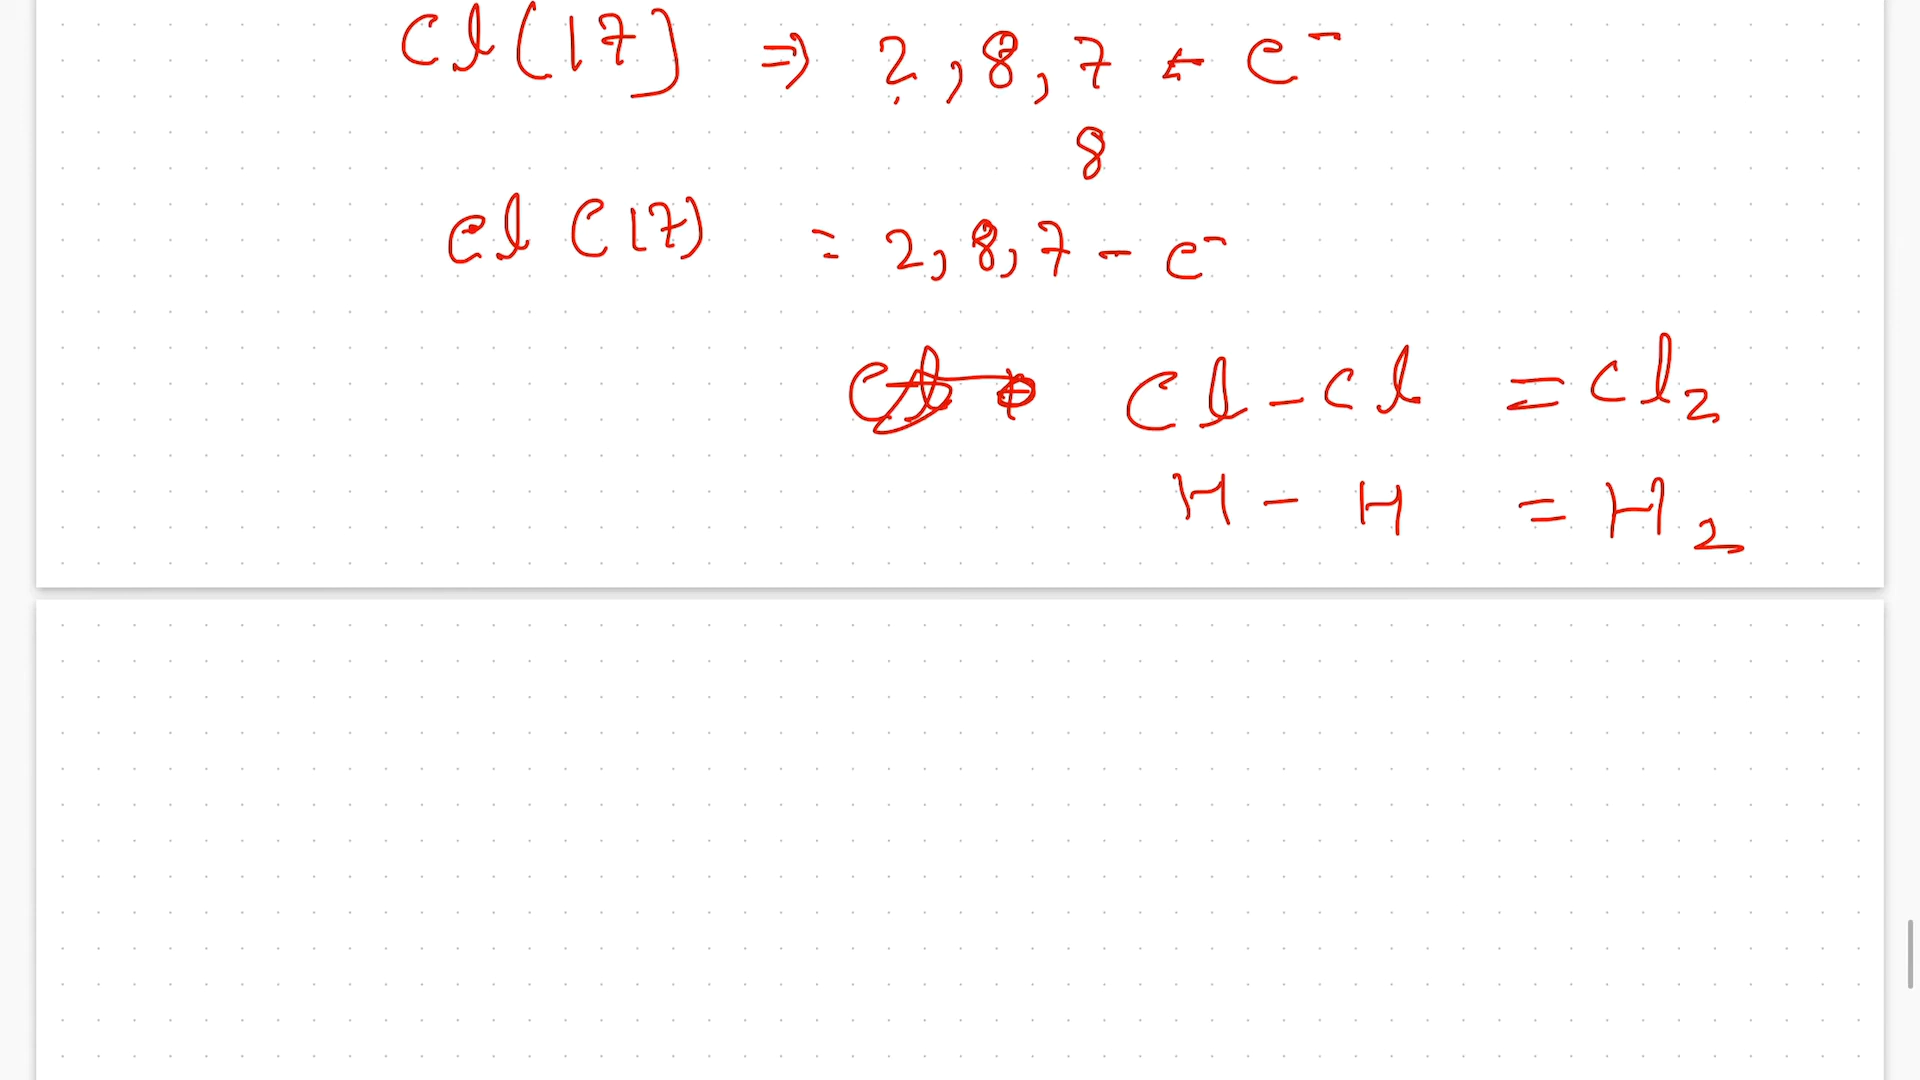 Cl (17) ⇒ 2, 8, 7 ← e⁻
8
Cl (17) = 2, 8, 7 - e⁻
Cl - Cl = Cl₂
H - H = H₂